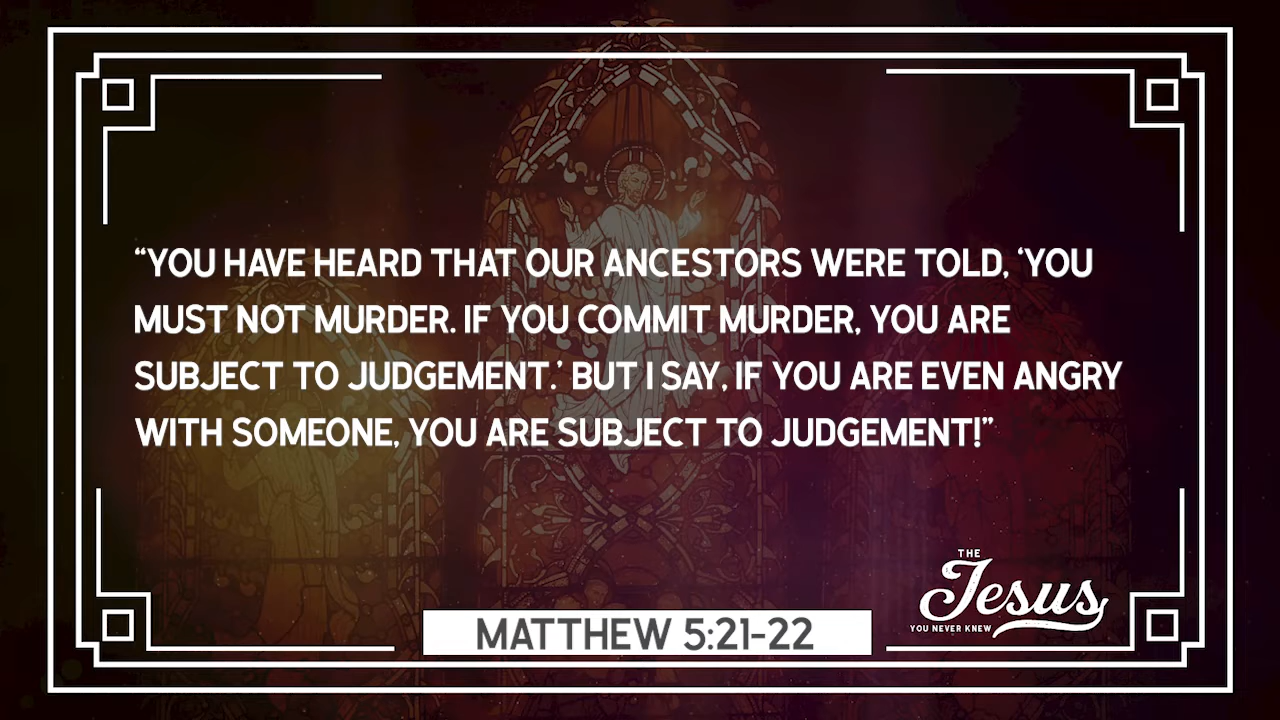 “YOU HAVE HEARD THAT OUR ANCESTORS WERE TOLD, ‘YOU
MUST NOT MURDER. IF YOU COMMIT MURDER, YOU ARE
SUBJECT TO JUDGEMENT.’ BUT I SAY, IF YOU ARE EVEN ANGRY
WITH SOMEONE, YOU ARE SUBJECT TO JUDGEMENT!”
THE
Jesus
YOU NEVER KNEW
MATTHEW 5:21-22